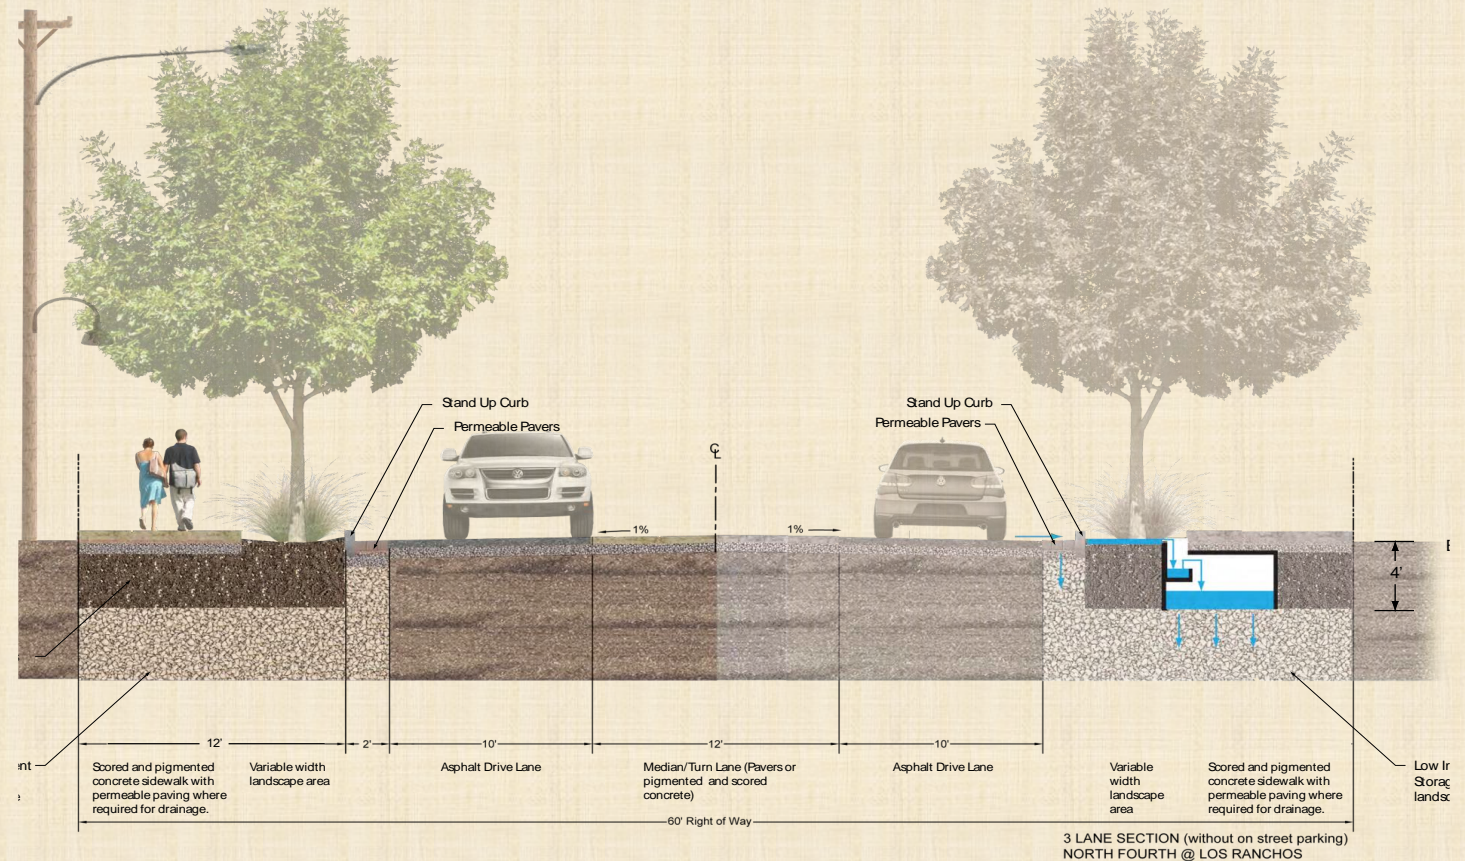 Stand Up Curb
Permeable Pavers
Stand Up Curb
Permeable Pavers
CL
1%
1%
4'
12'
2'
10'
12'
10'
Scored and pigmented
concrete sidewalk with
permeable paving where
required for drainage.
Variable width
landscape area
Asphalt Drive Lane
Median/Turn Lane (Pavers or
pigmented and scored
concrete)
Asphalt Drive Lane
Variable
width
landscape
area
Scored and pigmented
concrete sidewalk with
permeable paving where
required for drainage.
Low
60' Right of Way
3 LANE SECTION (without on street parking)
NORTH FOURTH @ LOS RANCHOS